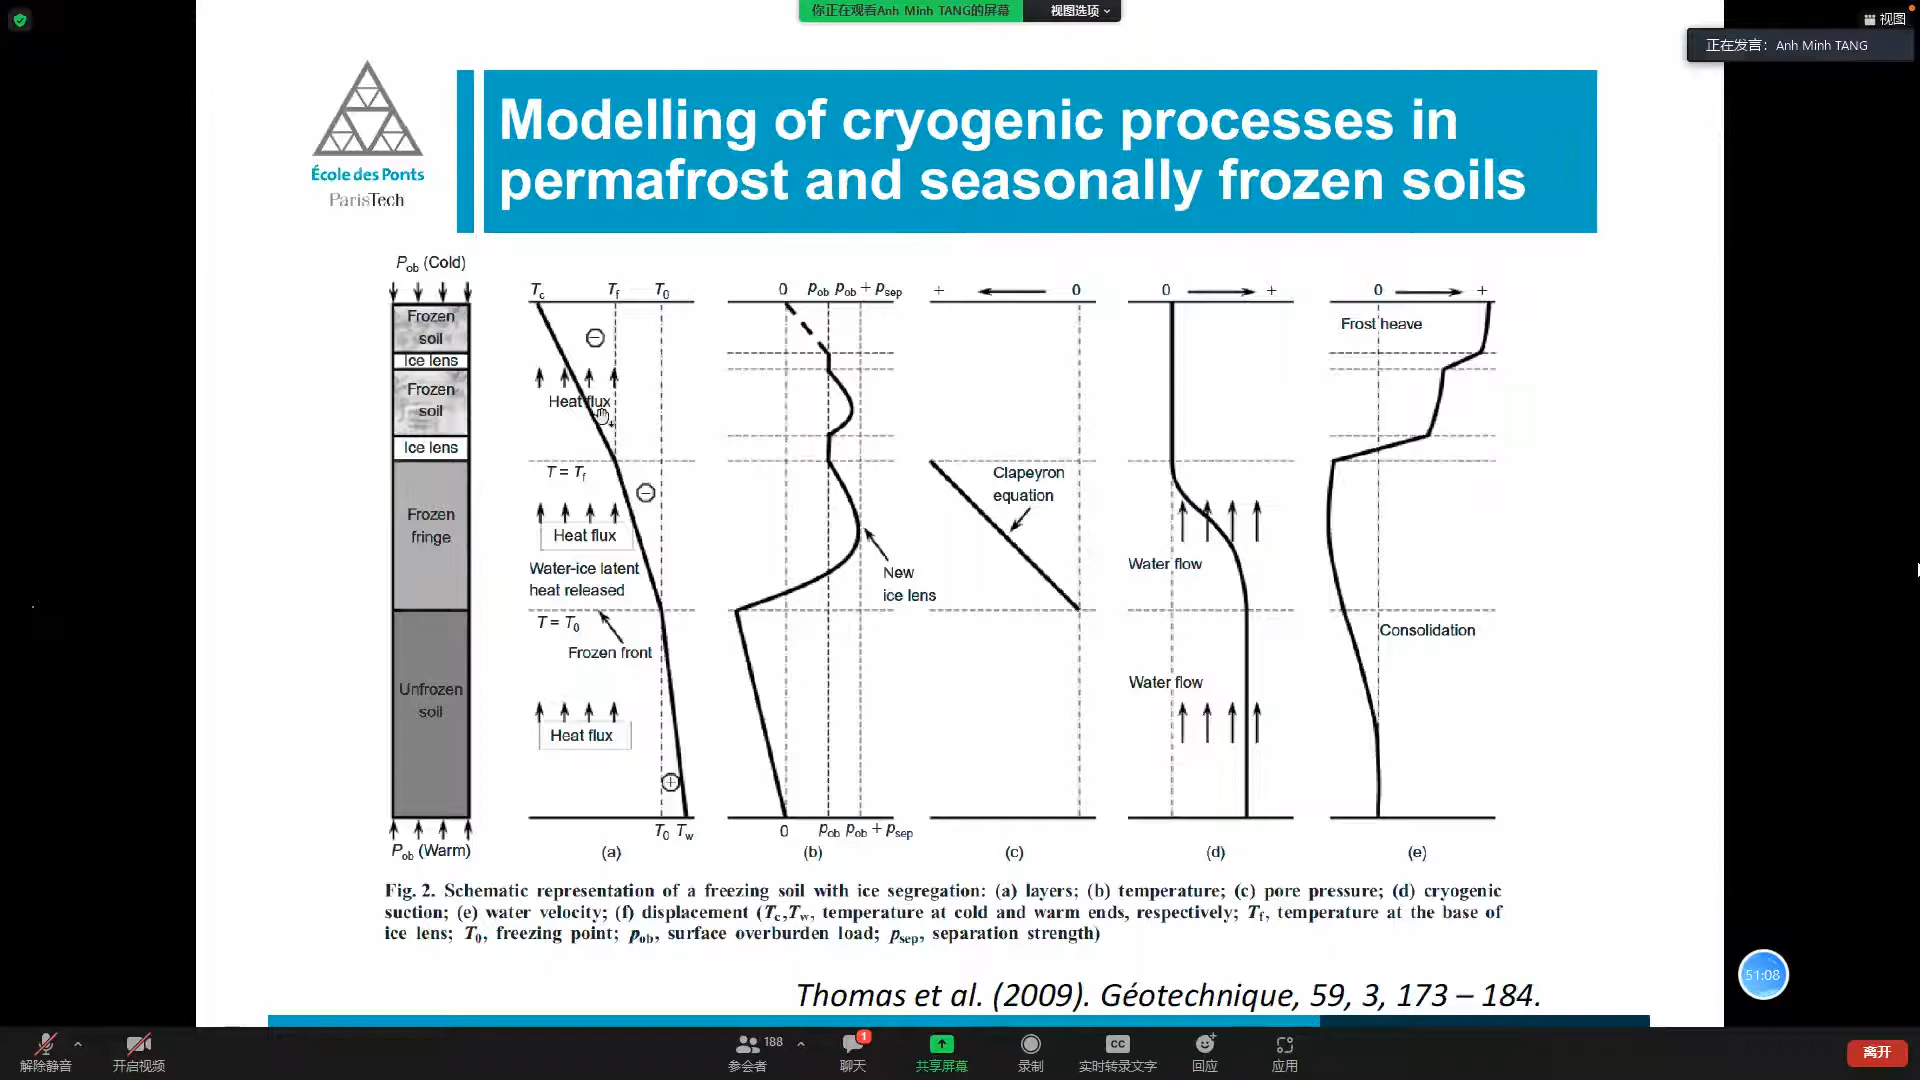 你正在观看Anh Minh TANG的屏幕
视图选项
视图
正在发言: Anh Minh TANG
École des Ponts
ParisTech
Modelling of cryogenic processes in
permafrost and seasonally frozen soils
Pob (Cold)
Frozen
soil
Ice lens
Frozen
soil
Ice lens
Frozen
fringe
Unfrozen
soil
Pob (Warm)
Tc Tf T0
Heat flux
T = Tf
Heat flux
Water-ice latent
heat released
T = T0
Frozen front
Heat flux
T0 Tw
(a)
0 pob pob + psep
New
ice lens
0 pob pob + psep
(b)
+ 0
Clapeyron
equation
(c)
0 +
Water flow
Water flow
(d)
0 +
Frost heave
Consolidation
(e)
Fig. 2. Schematic representation of a freezing soil with ice segregation: (a) layers; (b) temperature; (c) pore pressure; (d) cryogenic
suction; (e) water velocity; (f) displacement (Tc,Tw, temperature at cold and warm ends, respectively; Tf, temperature at the base of
ice lens; T0, freezing point; pob, surface overburden load; psep, separation strength)
Thomas et al. (2009). Géotechnique, 59, 3, 173 – 184.
51:08
解除静音
开启视频
188
参会者
1
聊天
共享屏幕
录制
CC
实时转录文字
回应
应用
离开